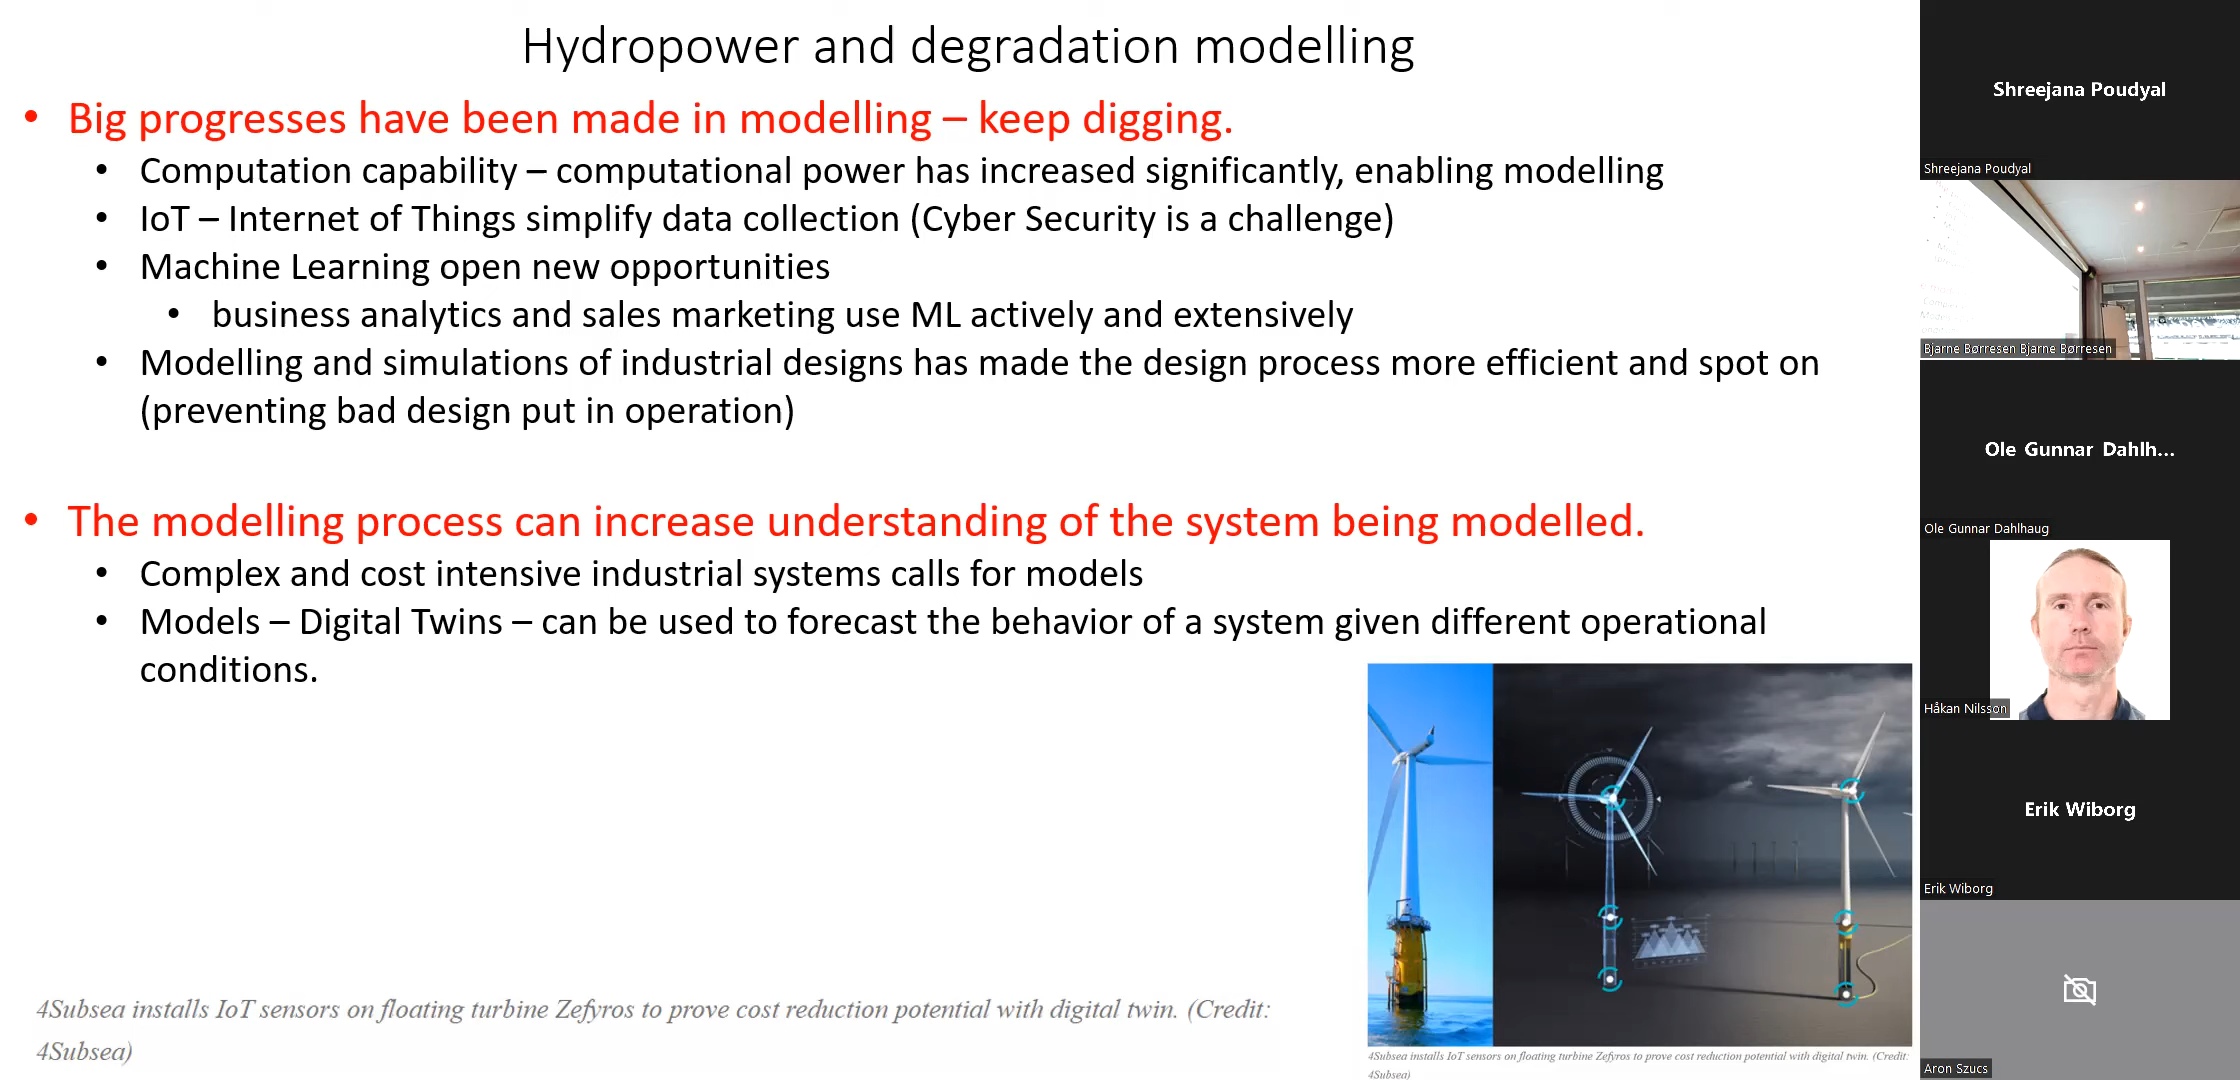 Hydropower and degradation modelling
• Big progresses have been made in modelling – keep digging.
• Computation capability – computational power has increased significantly, enabling modelling
• IoT – Internet of Things simplify data collection (Cyber Security is a challenge)
• Machine Learning open new opportunities
• business analytics and sales marketing use ML actively and extensively
• Modelling and simulations of industrial designs has made the design process more efficient and spot on
(preventing bad design put in operation)
• The modelling process can increase understanding of the system being modelled.
• Complex and cost intensive industrial systems calls for models
• Models – Digital Twins – can be used to forecast the behavior of a system given different operational
conditions.
4Subsea installs IoT sensors on floating turbine Zefyros to prove cost reduction potential with digital twin. (Credit:
4Subsea)
4Subsea installs IoT sensors on floating turbine Zefyros to prove cost reduction potential with digital twin. (Credit:
4Subsea)
Shreejana Poudyal
Shreejana Poudyal
Bjarne Børresen Bjarne Børresen
Ole Gunnar Dahlh...
Ole Gunnar Dahlhaug
Håkan Nilsson
Erik Wiborg
Erik Wiborg
Aron Szucs